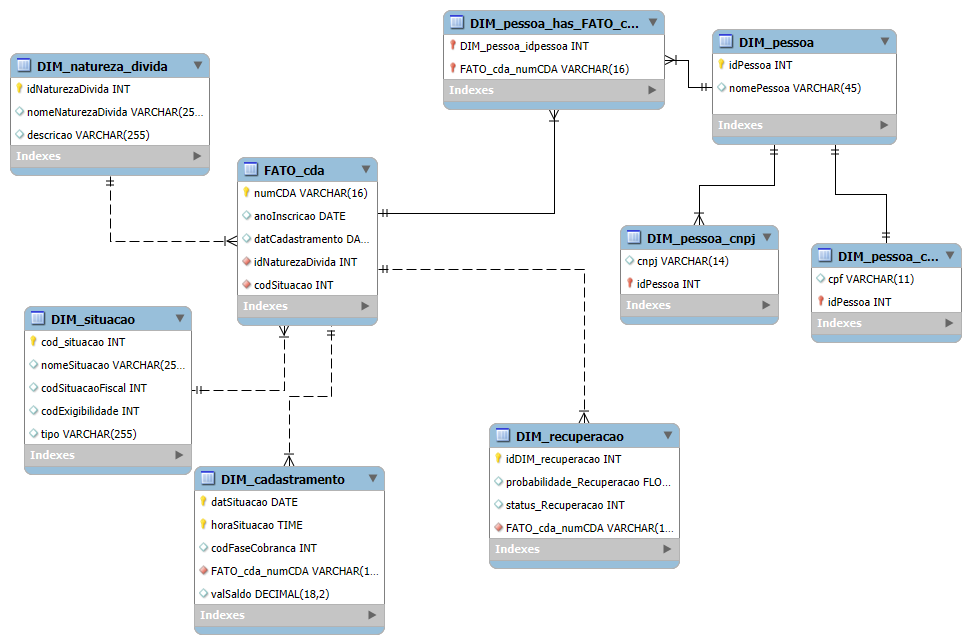 DIM_pessoa_has_FATO_c...
DIM_pessoa_idpessoa INT
FATO_cda_numCDA VARCHAR(16)
Indexes
DIM_pessoa
idPessoa INT
nomePessoa VARCHAR(45)
Indexes
DIM_natureza_divida
idNaturezaDivida INT
nomeNaturezaDivida VARCHAR(25...
descricao VARCHAR(255)
Indexes
FATO_cda
numCDA VARCHAR(16)
anoInscricao DATE
datCadastramento DA...
idNaturezaDivida INT
codSituacao INT
Indexes
DIM_pessoa_cnpj
cnpj VARCHAR(14)
idPessoa INT
Indexes
DIM_pessoa_c...
cpf VARCHAR(11)
idPessoa INT
Indexes
DIM_situacao
cod_situacao INT
nomeSituacao VARCHAR(25...
codSituacaoFiscal INT
codExigibilidade INT
tipo VARCHAR(255)
Indexes
DIM_recuperacao
idDIM_recuperacao INT
probabilidade_Recuperacao FLO...
status_Recuperacao INT
FATO_cda_numCDA VARCHAR(1...
Indexes
DIM_cadastramento
datSituacao DATE
horaSituacao TIME
codFaseCobranca INT
FATO_cda_numCDA VARCHAR(1...
valSaldo DECIMAL(18,2)
Indexes